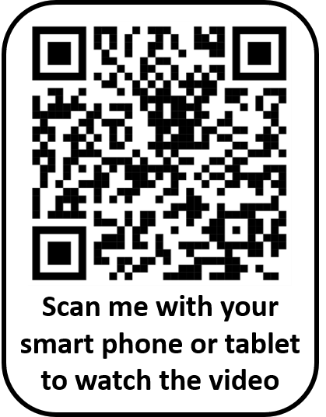 Scan me with your
smart phone or tablet
to watch the video